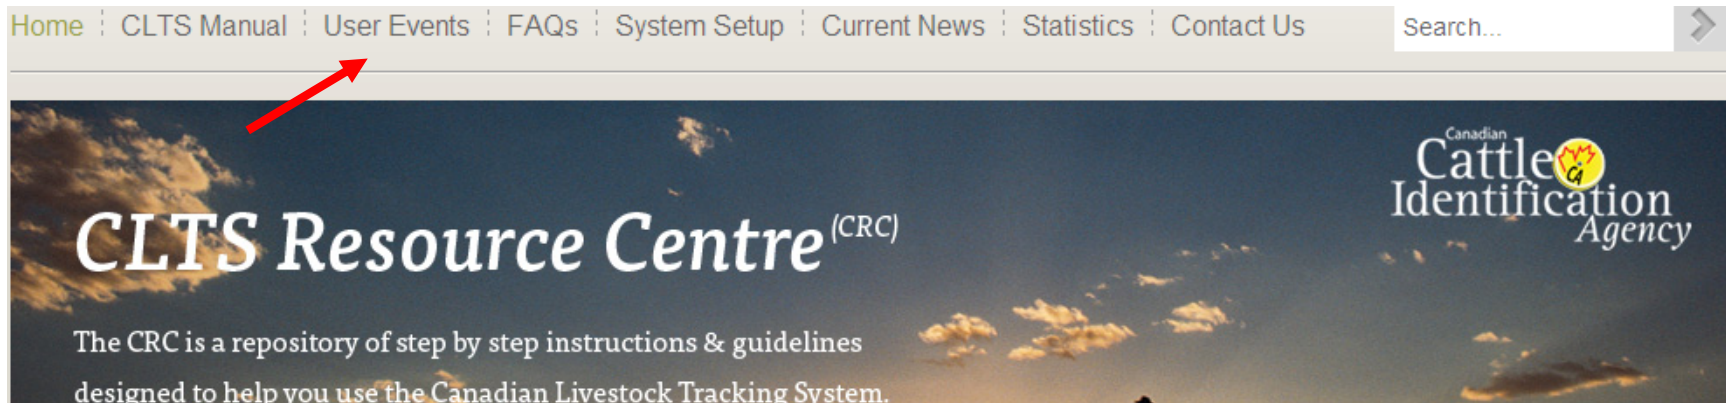 Home CLTS Manual User Events FAQs System Setup Current News Statistics Contact Us Search...
Canadian
Cattle
CA
Identification
Agency
CLTS Resource Centre (CRC)
The CRC is a repository of step by step instructions & guidelines
designed to help you use the Canadian Livestock Tracking System.